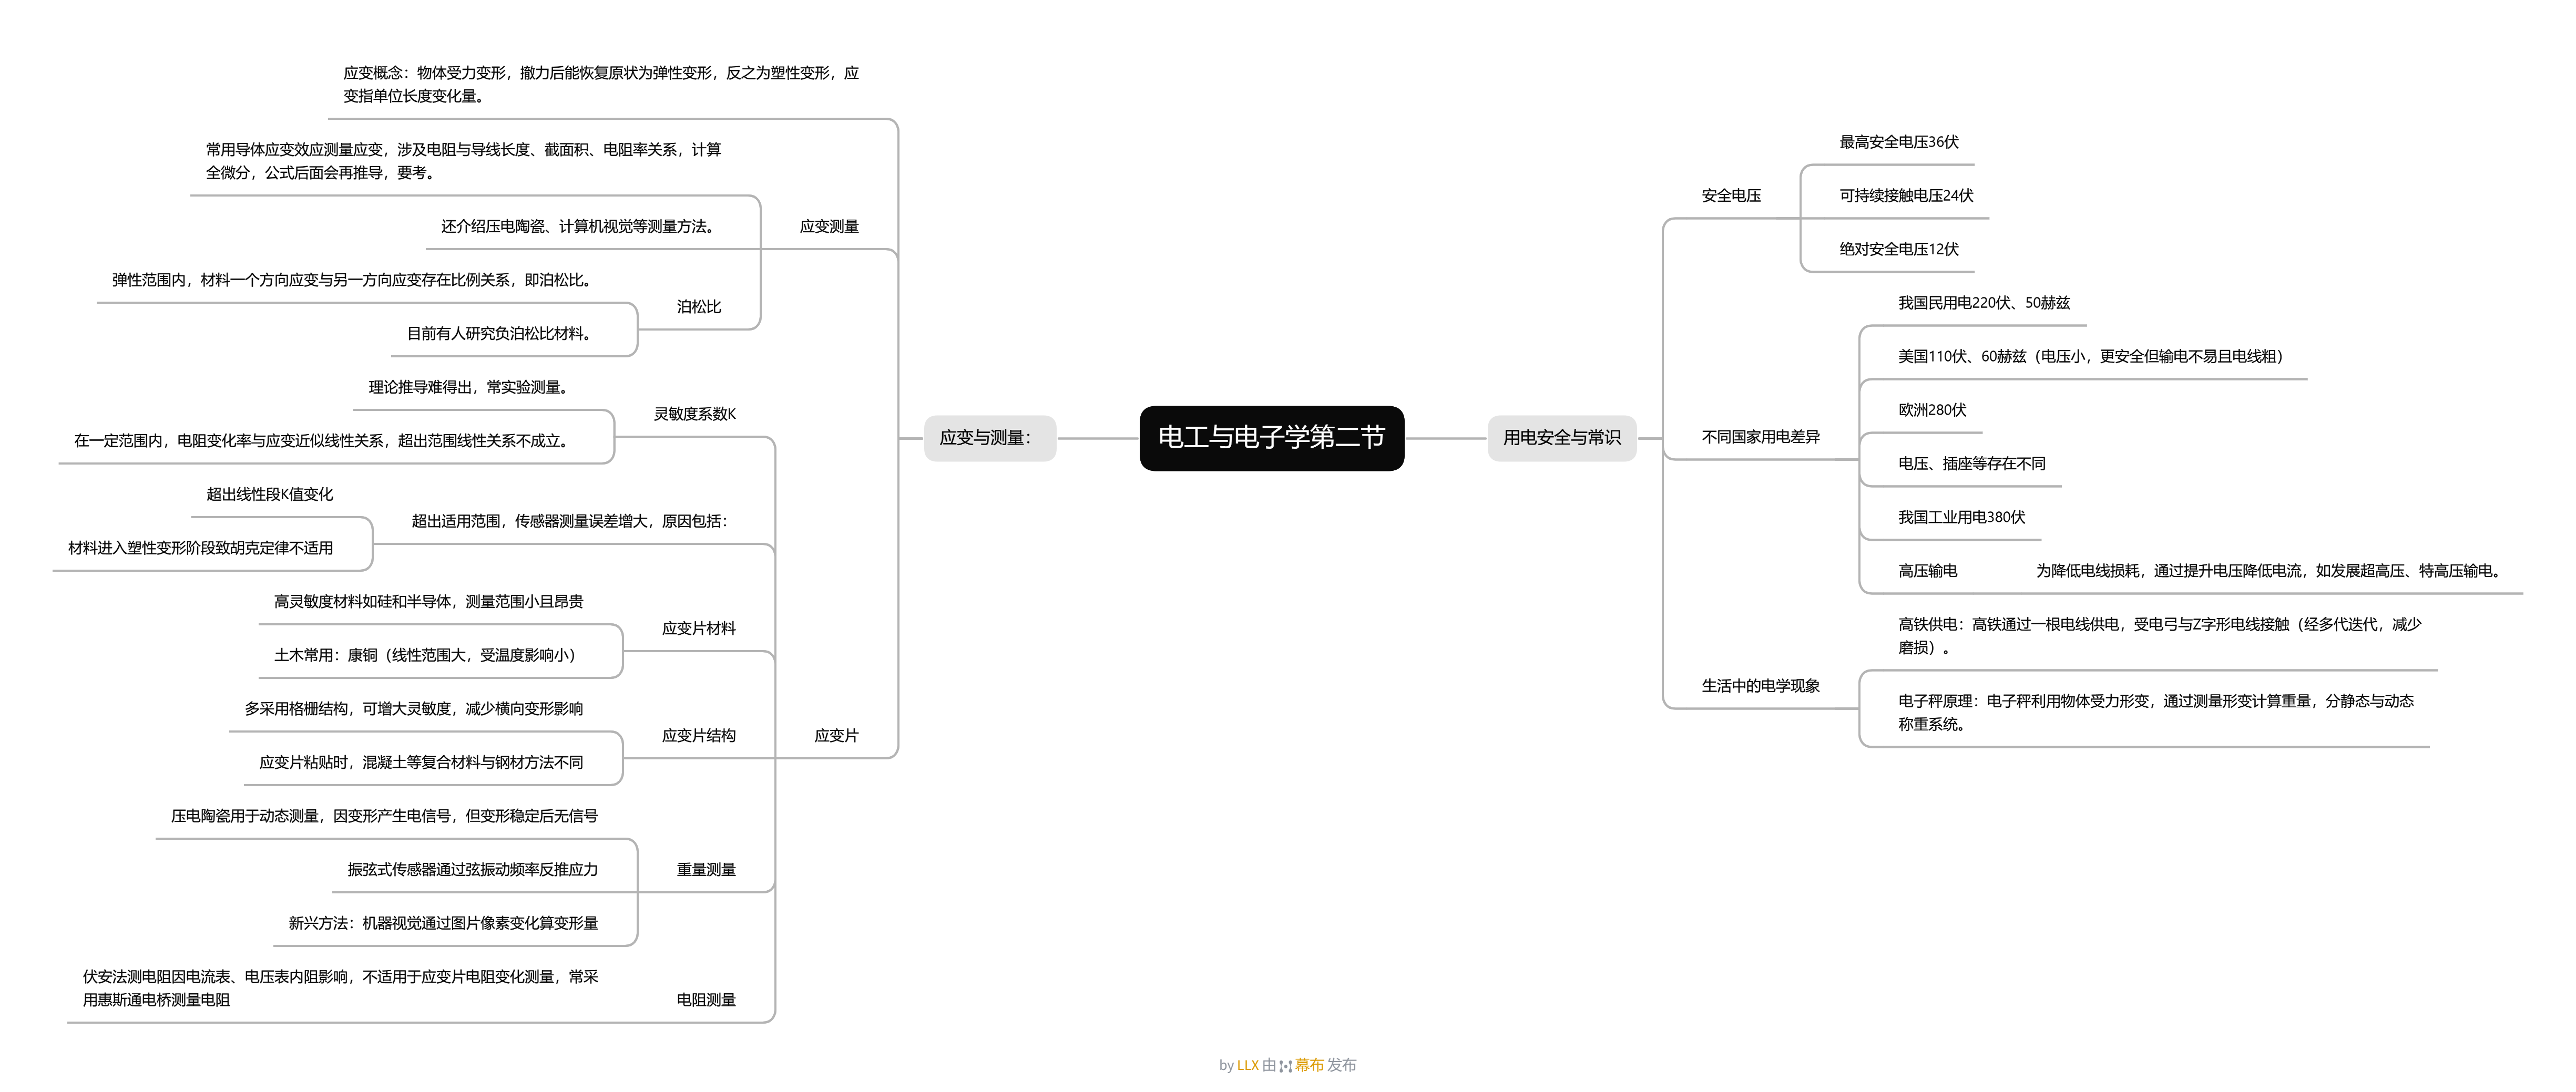 电工与电子学第二节
用电安全与常识
安全电压
最高安全电压36伏
可持续接触电压24伏
绝对安全电压12伏
不同国家用电差异
我国民用电220伏、50赫兹
美国110伏、60赫兹（电压小，更安全但输电不易且电线粗）
欧洲280伏
电压、插座等存在不同
我国工业用电380伏
高压输电
为降低电线损耗，通过提升电压降低电流，如发展超高压、特高压输电。
生活中的电学现象
高铁供电：高铁通过一根电线供电，受电弓与Z字形电线接触（经多代迭代，减少
磨损）。
电子秤原理：电子秤利用物体受力形变，通过测量形变计算重量，分静态与动态
称重系统。
应变与测量：
应变概念：物体受力变形，撤力后能恢复原状为弹性变形，反之为塑性变形，应
变指单位长度变化量。
应变测量
常用导体应变效应测量应变，涉及电阻与导线长度、截面积、电阻率关系，计算
全微分，公式后面会再推导，要考。
还介绍压电陶瓷、计算机视觉等测量方法。
泊松比
弹性范围内，材料一个方向应变与另一方向应变存在比例关系，即泊松比。
目前有人研究负泊松比材料。
应变片
灵敏度系数K
理论推导难得出，常实验测量。
在一定范围内，电阻变化率与应变近似线性关系，超出范围线性关系不成立。
超出适用范围，传感器测量误差增大，原因包括：
超出线性段K值变化
材料进入塑性变形阶段致胡克定律不适用
应变片材料
高灵敏度材料如硅和半导体，测量范围小且昂贵
土木常用：康铜（线性范围大，受温度影响小）
应变片结构
多采用格栅结构，可增大灵敏度，减少横向变形影响
应变片粘贴时，混凝土等复合材料与钢材方法不同
重量测量
压电陶瓷用于动态测量，因变形产生电信号，但变形稳定后无信号
振弦式传感器通过弦振动频率反推应力
新兴方法：机器视觉通过图片像素变化算变形量
电阻测量
伏安法测电阻因电流表、电压表内阻影响，不适用于应变片电阻变化测量，常采
用惠斯通电桥测量电阻
by LLX 由 幕布 发布